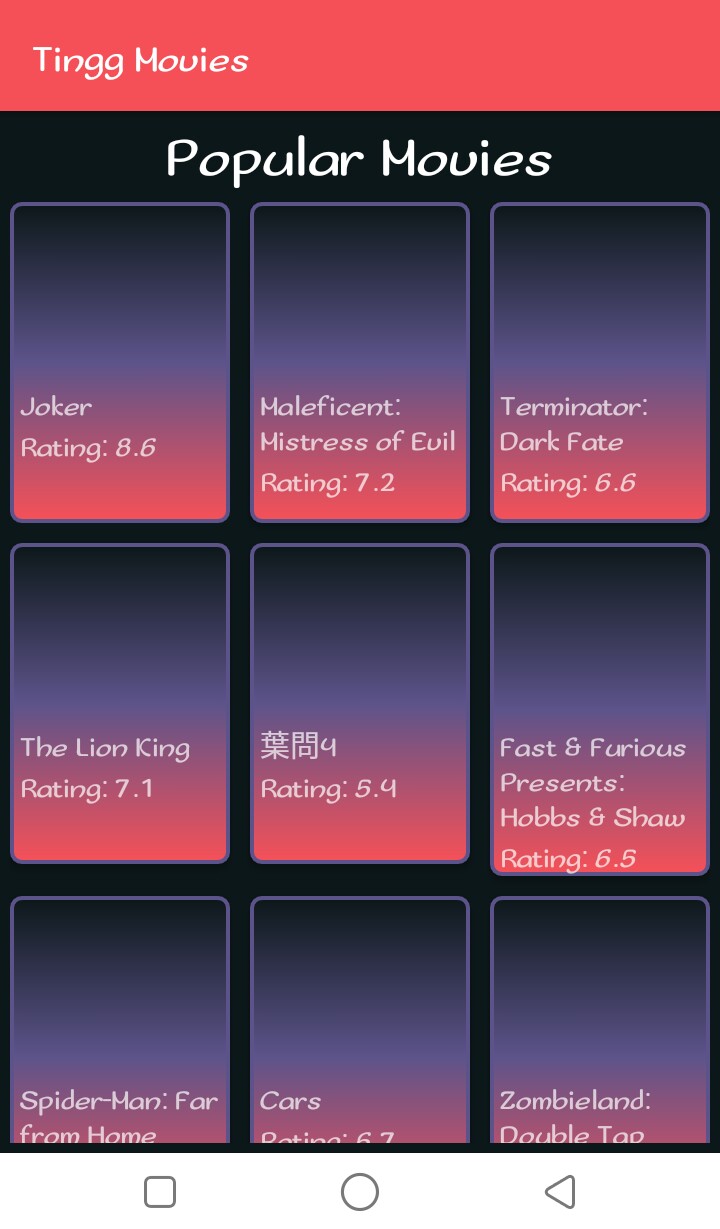 Tingg Movies
Popular Movies
Joker
Rating: 8.6
Maleficent:
Mistress of Evil
Rating: 7.2
Terminator:
Dark Fate
Rating: 6.6
The Lion King
Rating: 7.1
葉問4
Rating: 5.4
Fast & Furious
Presents:
Hobbs & Shaw
Rating: 6.5
Spider-Man: Far
from Home
Cars
Rating: 6.7
Zombieland:
Double Tap